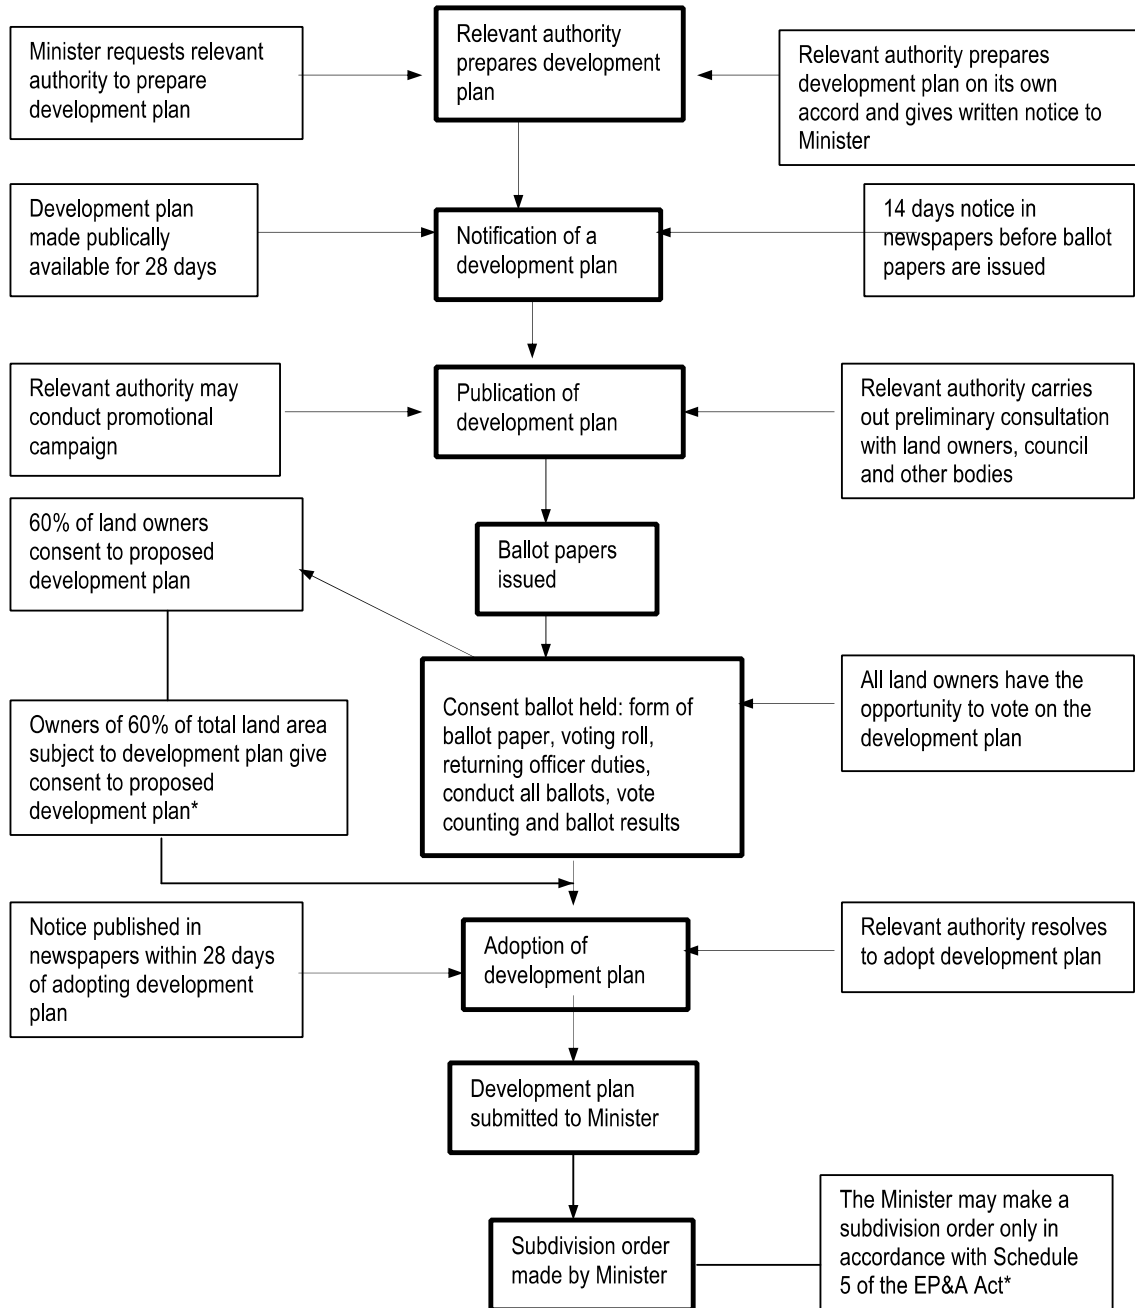 Minister requests relevant
authority to prepare
development plan
Relevant authority
prepares development
plan
Relevant authority prepares
development plan on its own
accord and gives written notice to
Minister
Development plan
made publically
available for 28 days
Notification of a
development plan
14 days notice in
newspapers before ballot
papers are issued
Relevant authority may
conduct promotional
campaign
Publication of
development plan
Relevant authority carries
out preliminary consultation
with land owners, council
and other bodies
60% of land owners
consent to proposed
development plan
Ballot papers
issued
Owners of 60% of total land area
subject to development plan give
consent to proposed
development plan*
Consent ballot held: form of
ballot paper, voting roll,
returning officer duties,
conduct all ballots, vote
counting and ballot results
All land owners have the
opportunity to vote on the
development plan
Notice published in
newspapers within 28 days
of adopting development
plan
Adoption of
development plan
Relevant authority resolves
to adopt development plan
Development plan
submitted to Minister
Subdivision order
made by Minister
The Minister may make a
subdivision order only in
accordance with Schedule
5 of the EP&A Act*